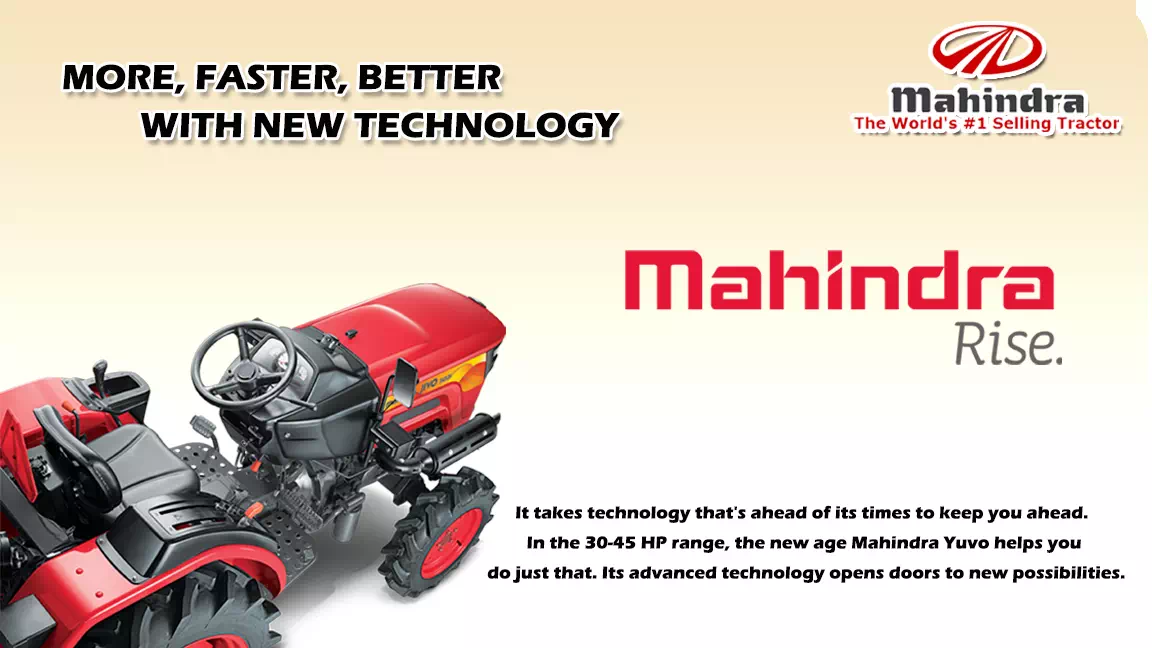 MORE, FASTER, BETTER
WITH NEW TECHNOLOGY
Mahindra
The World's #1 Selling Tractor
Mahindra
Rise.
It takes technology that's ahead of its times to keep you ahead.
In the 30-45 HP range, the new age Mahindra Yuvo helps you
do just that. Its advanced technology opens doors to new possibilities.